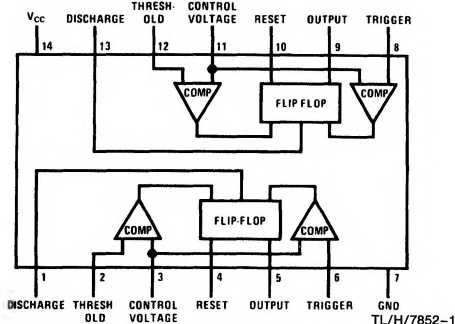 THRESH- CONTROL
VCC DISCHARGE OLD VOLTAGE RESET OUTPUT TRIGGER
14 13 12 11 10 9 8
COMP FLIP FLOP COMP
COMP FLIP-FLOP COMP
1 2 3 4 5 6 7
DISCHARGE THRESH CONTROL RESET OUTPUT TRIGGER GND
OLD VOLTAGE TL/H/7852-1